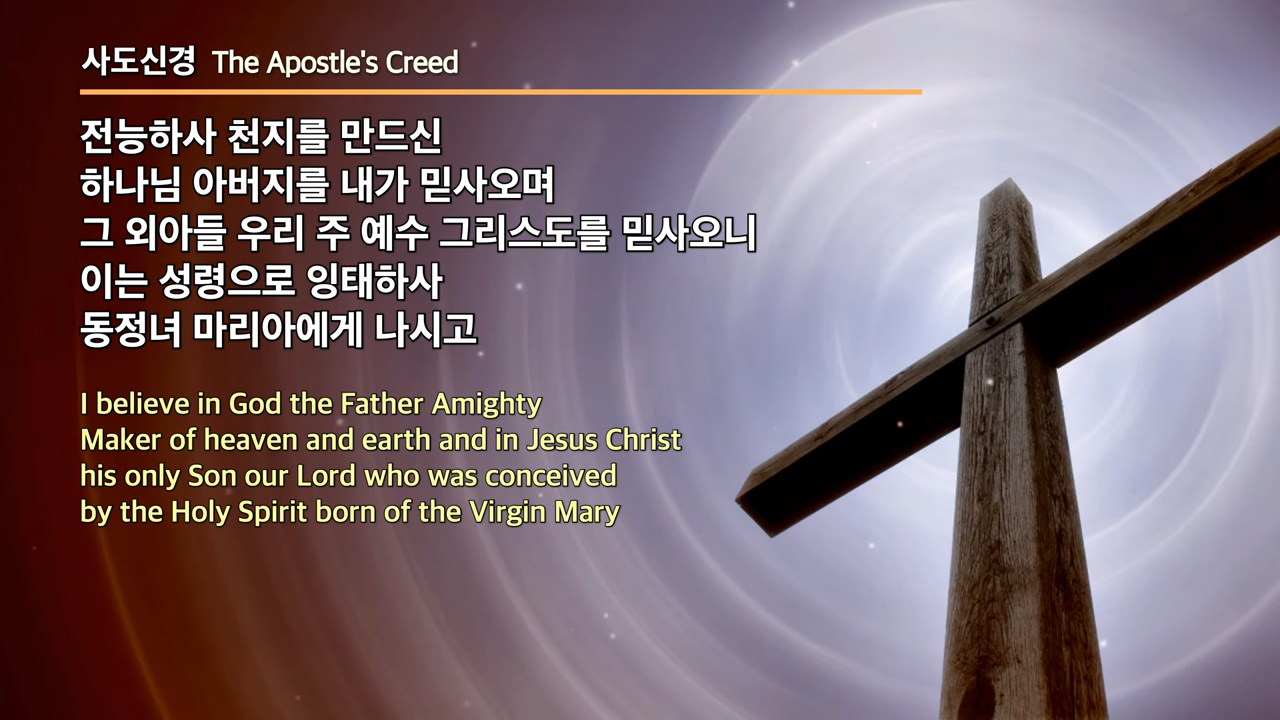 사도신경 The Apostle's Creed
전능하사 천지를 만드신
하나님 아버지를 내가 믿사오며
그 외아들 우리 주 예수 그리스도를 믿사오니
이는 성령으로 잉태하사
동정녀 마리아에게 나시고
I believe in God the Father Amighty
Maker of heaven and earth and in Jesus Christ
his only Son our Lord who was conceived
by the Holy Spirit born of the Virgin Mary